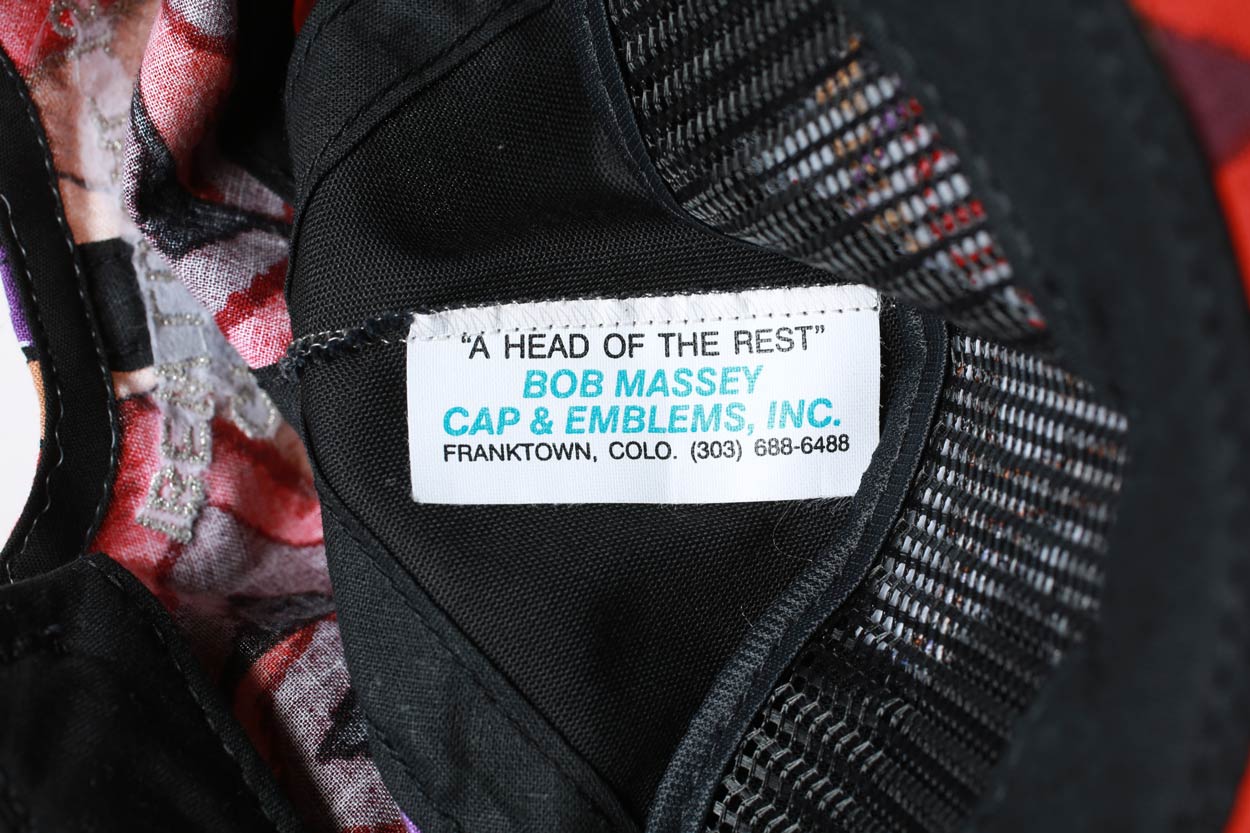 “A HEAD OF THE REST”
BOB MASSEY
CAP & EMBLEMS, INC.
FRANKTOWN, COLO. (303) 688-6488